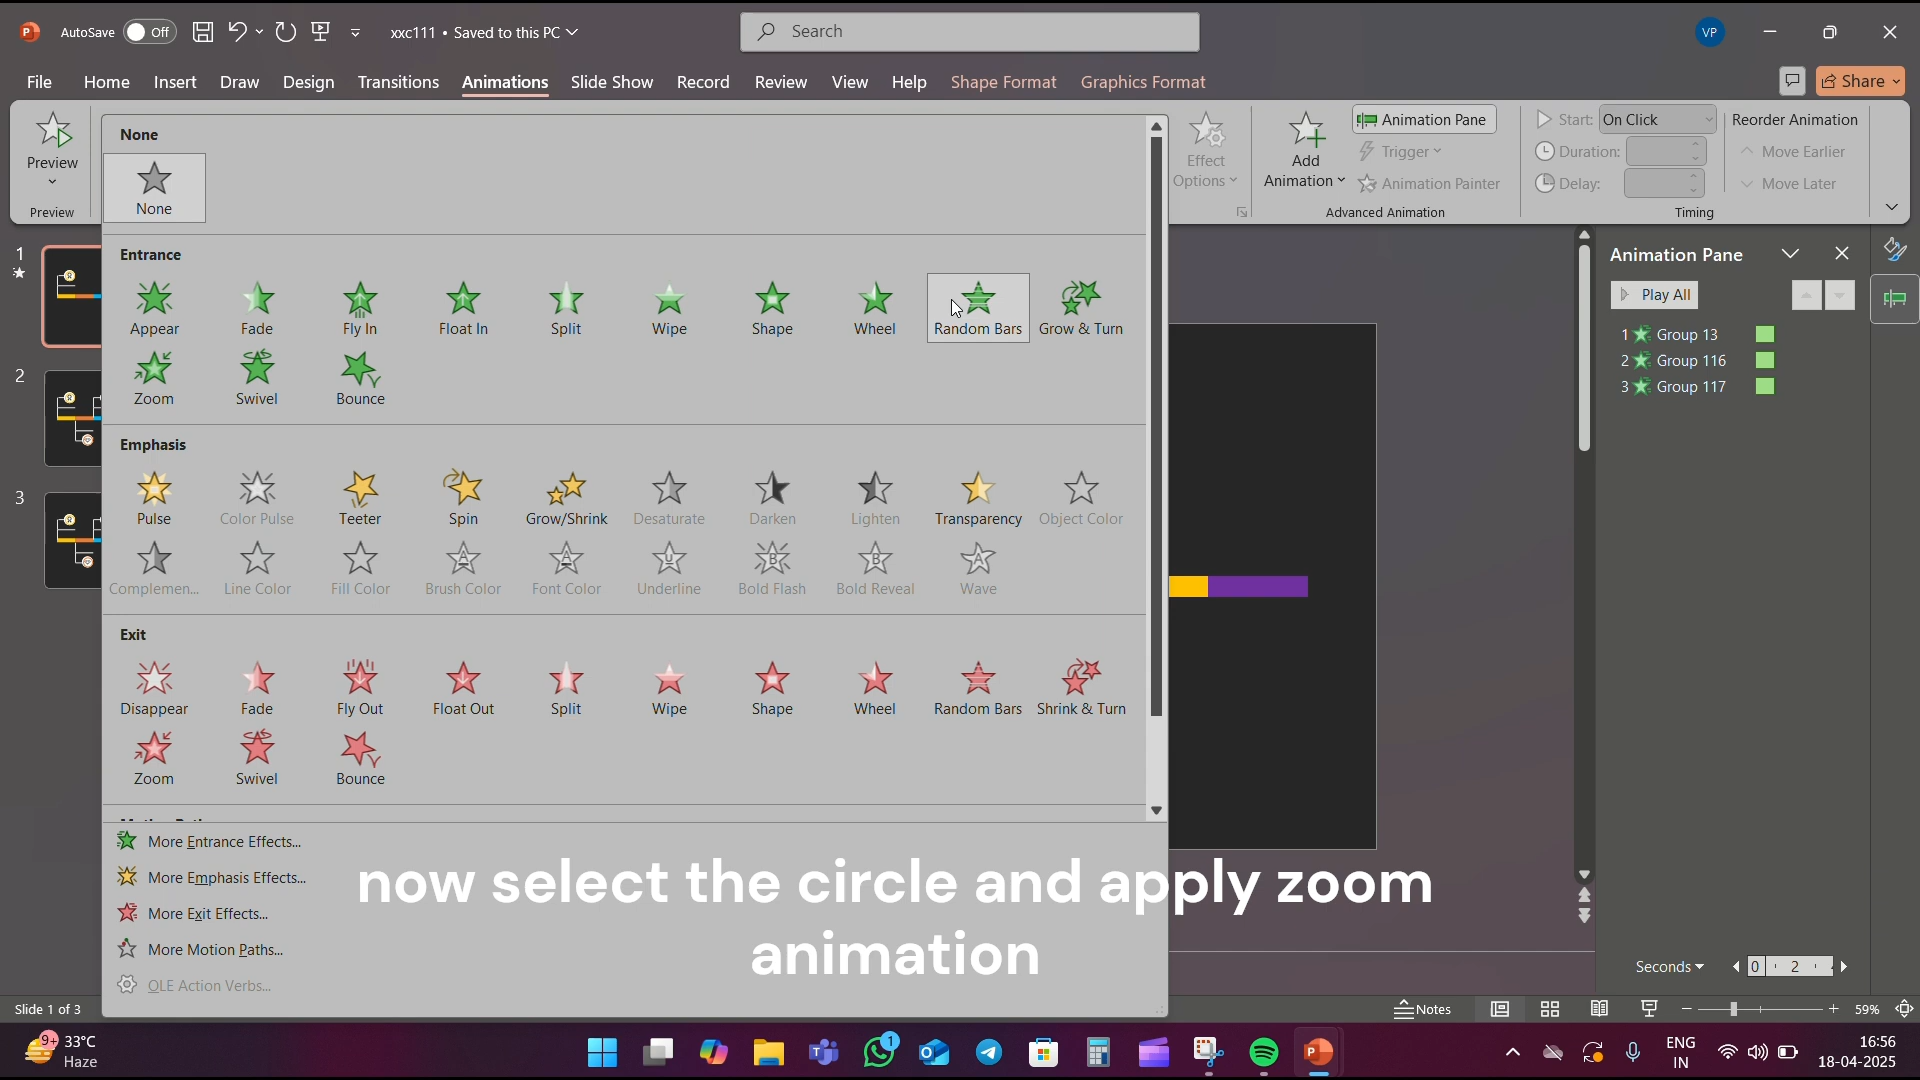 AutoSave Off xxc111 • Saved to this PC Search VP
File Home Insert Draw Design Transitions Animations Slide Show Record Review View Help Shape Format Graphics Format Share
Preview
Preview
None
None
Entrance
Appear Fade Fly In Float In Split Wipe Shape Wheel Random Bars Grow & Turn
Zoom Swivel Bounce
Emphasis
Pulse Color Pulse Teeter Spin Grow/Shrink Desaturate Darken Lighten Transparency Object Color
Complemen... Line Color Fill Color Brush Color Font Color Underline Bold Flash Bold Reveal Wave
Exit
Disappear Fade Fly Out Float Out Split Wipe Shape Wheel Random Bars Shrink & Turn
Zoom Swivel Bounce
More Entrance Effects...
More Emphasis Effects...
More Exit Effects...
More Motion Paths...
OLE Action Verbs...
Effect Options
Add Animation
Animation Pane
Trigger
Animation Painter
Advanced Animation
Start: On Click
Duration:
Delay:
Reorder Animation
Move Earlier
Move Later
Timing
1
2
3
Animation Pane
Play All
1 Group 13
2 Group 116
3 Group 117
Seconds 0 2
now select the circle and apply zoom
animation
Slide 1 of 3 Notes 59%
9+ 33°C
Haze
1
ENG
IN
16:56
18-04-2025